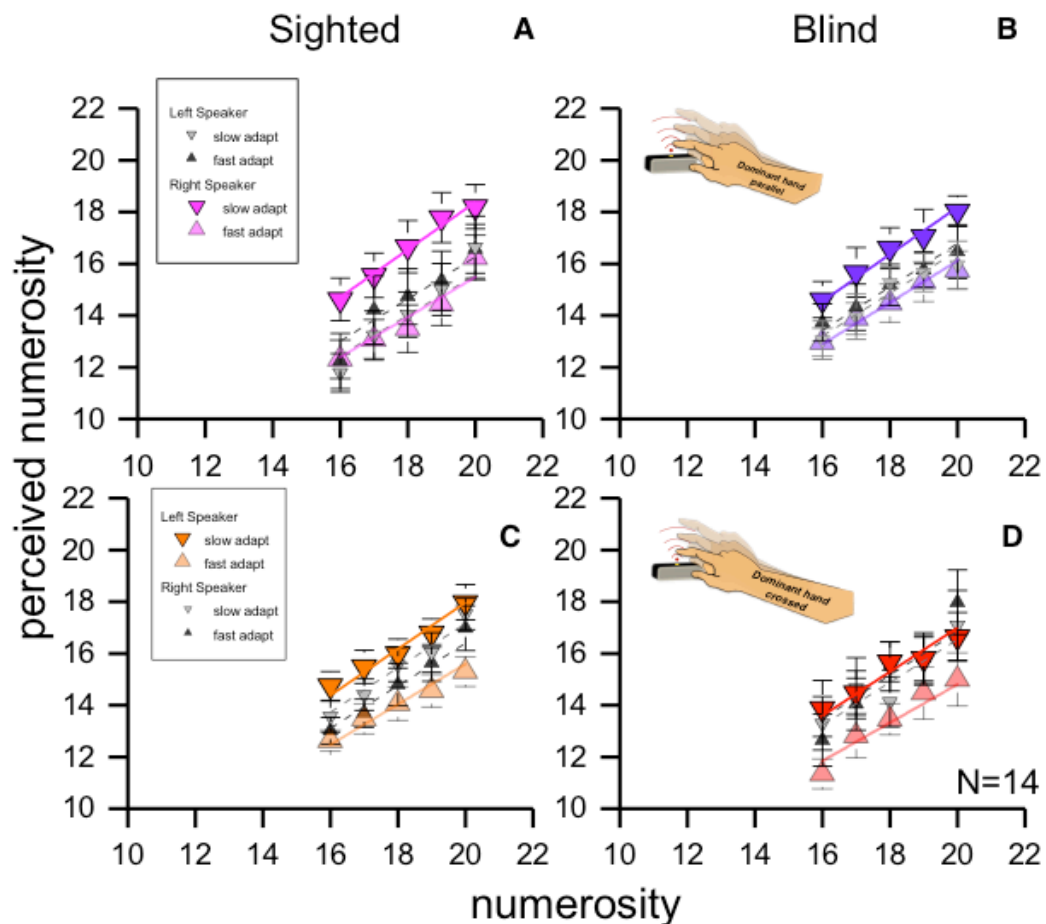 Sighted
A
Blind
B
Left Speaker
slow adapt
fast adapt
Right Speaker
slow adapt
fast adapt
22
20
18
16
14
12
10
10 12 14 16 18 20 22
Dominant hand
parallel
22
20
18
16
14
12
10
10 12 14 16 18 20 22
perceived numerosity
Left Speaker
slow adapt
fast adapt
Right Speaker
slow adapt
fast adapt
C
22
20
18
16
14
12
10
10 12 14 16 18 20 22
Dominant hand
crossed
D
22
20
18
16
14
12
10
N=14
10 12 14 16 18 20 22
numerosity